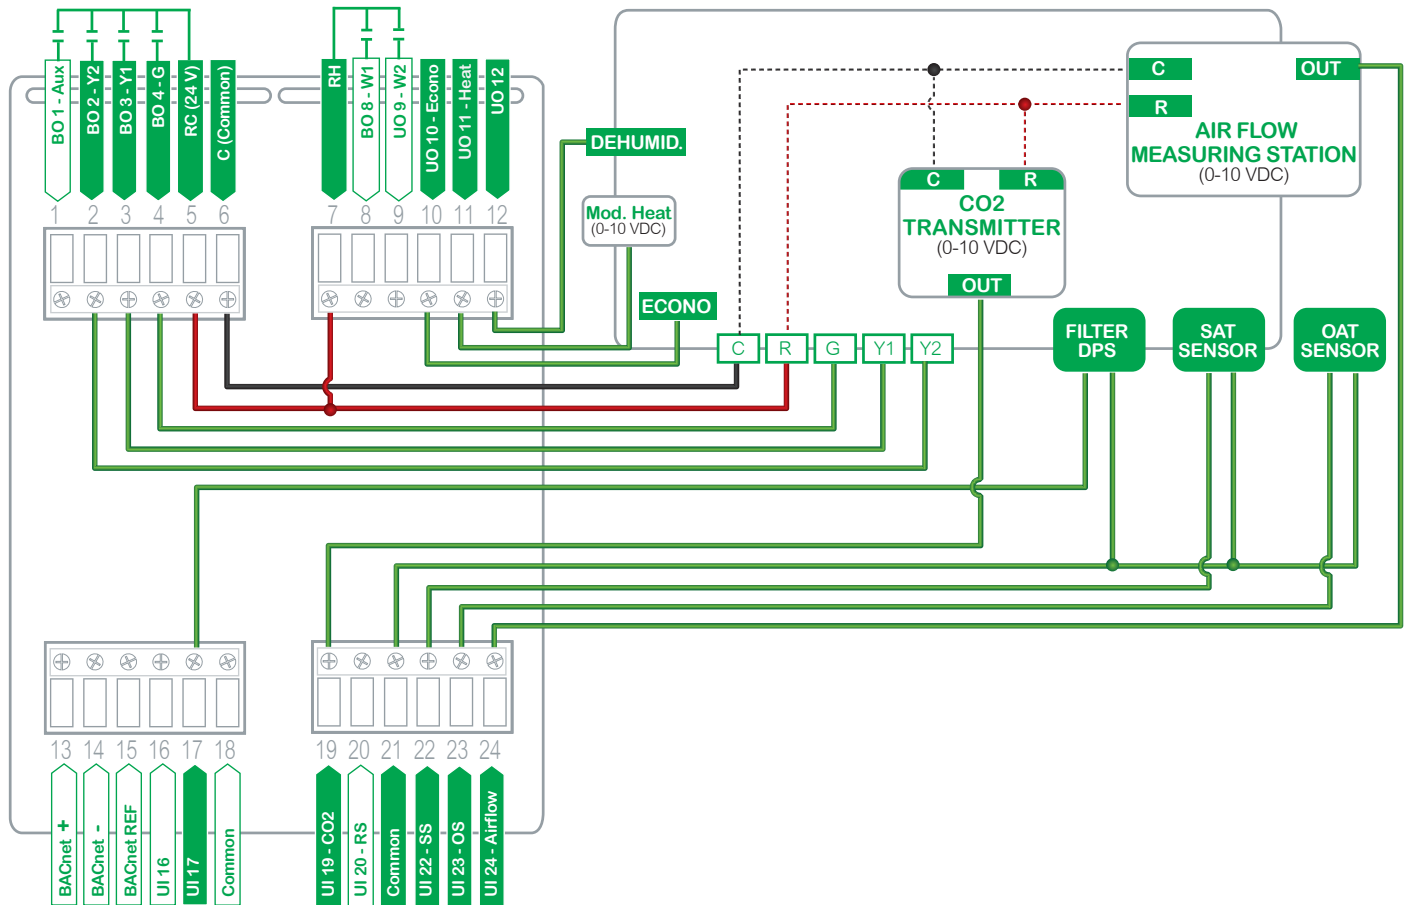 BO 1 - Aux
BO 2 - Y2
BO 3 - Y1
BO 4 - G
RC (24 V)
C (Common)
RH
BO 8 - W1
UO 9 - W2
UO 10 - Econo
UO 11 - Heat
UO 12
1 2 3 4 5 6
7 8 9 10 11 12
DEHUMID.
Mod. Heat
(0-10 VDC)
ECONO
C R G Y1 Y2
C
R
OUT
AIR FLOW
MEASURING STATION
(0-10 VDC)
C R
CO2
TRANSMITTER
(0-10 VDC)
OUT
FILTER
DPS
SAT
SENSOR
OAT
SENSOR
13 14 15 16 17 18
19 20 21 22 23 24
BACnet +
BACnet -
BACnet REF
UI 16
UI 17
Common
UI 19 - CO2
UI 20 - RS
Common
UI 22 - SS
UI 23 - OS
UI 24 - Airflow